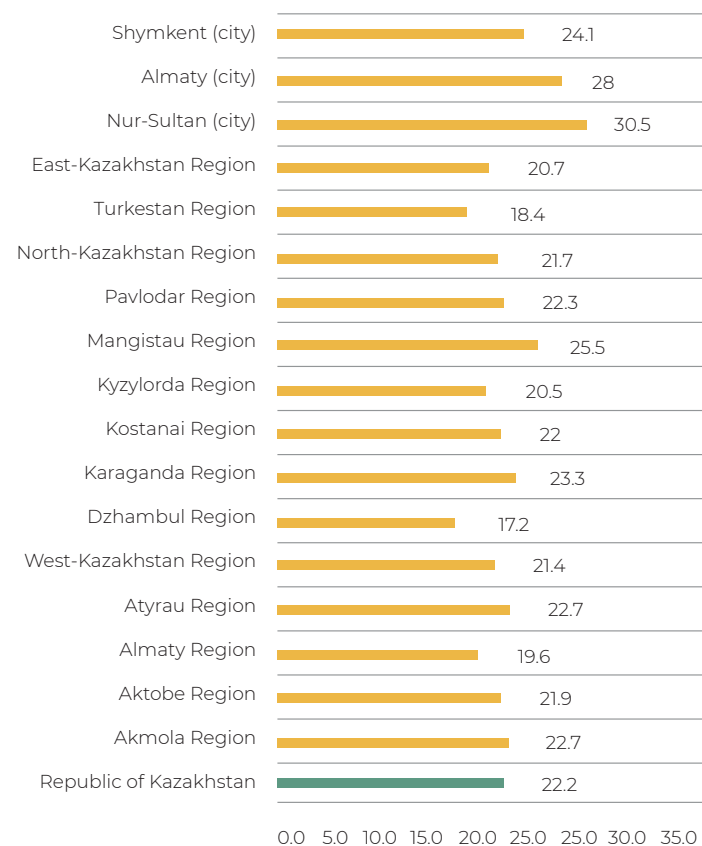 Shymkent (city) 24.1
Almaty (city) 28
Nur-Sultan (city) 30.5
East-Kazakhstan Region 20.7
Turkestan Region 18.4
North-Kazakhstan Region 21.7
Pavlodar Region 22.3
Mangistau Region 25.5
Kyzylorda Region 20.5
Kostanai Region 22
Karaganda Region 23.3
Dzhambul Region 17.2
West-Kazakhstan Region 21.4
Atyrau Region 22.7
Almaty Region 19.6
Aktobe Region 21.9
Akmola Region 22.7
Republic of Kazakhstan 22.2
0.0 5.0 10.0 15.0 20.0 25.0 25.0 30.0 35.0